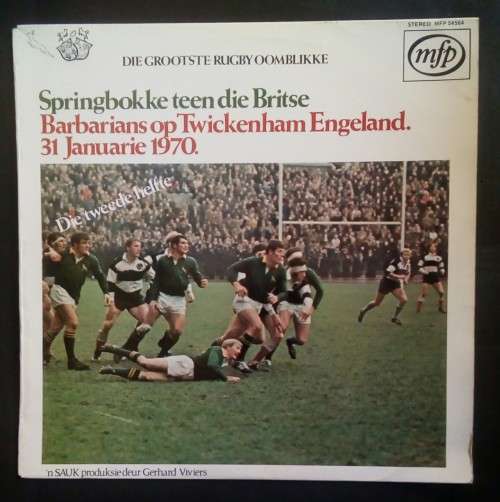 STEREO MFP 54564
mfp
DIE GROOTSTE RUGBY OOMBLIKKE
Springbokke teen die Britse
Barbarians op Twickenham Engeland.
31 Januarie 1970.
Die tweede helfte
'n SAUK produksie deur Gerhard Viviers